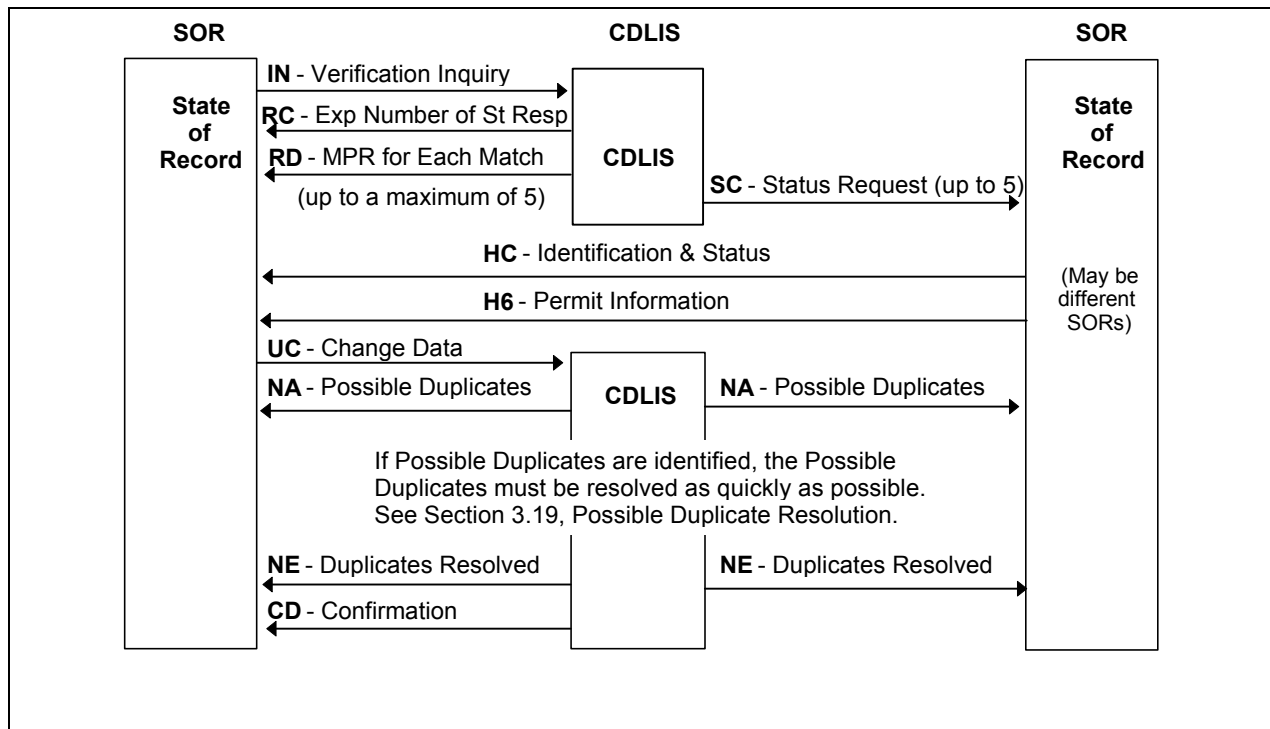 SOR
CDLIS
SOR
State
of
Record
IN - Verification Inquiry
RC - Exp Number of St Resp
RD - MPR for Each Match
(up to a maximum of 5)
CDLIS
SC - Status Request (up to 5)
State
of
Record
HC - Identification & Status
H6 - Permit Information
(May be
different
SORs)
UC - Change Data
NA - Possible Duplicates
CDLIS
NA - Possible Duplicates
If Possible Duplicates are identified, the Possible
Duplicates must be resolved as quickly as possible.
See Section 3.19, Possible Duplicate Resolution.
NE - Duplicates Resolved
NE - Duplicates Resolved
CD - Confirmation